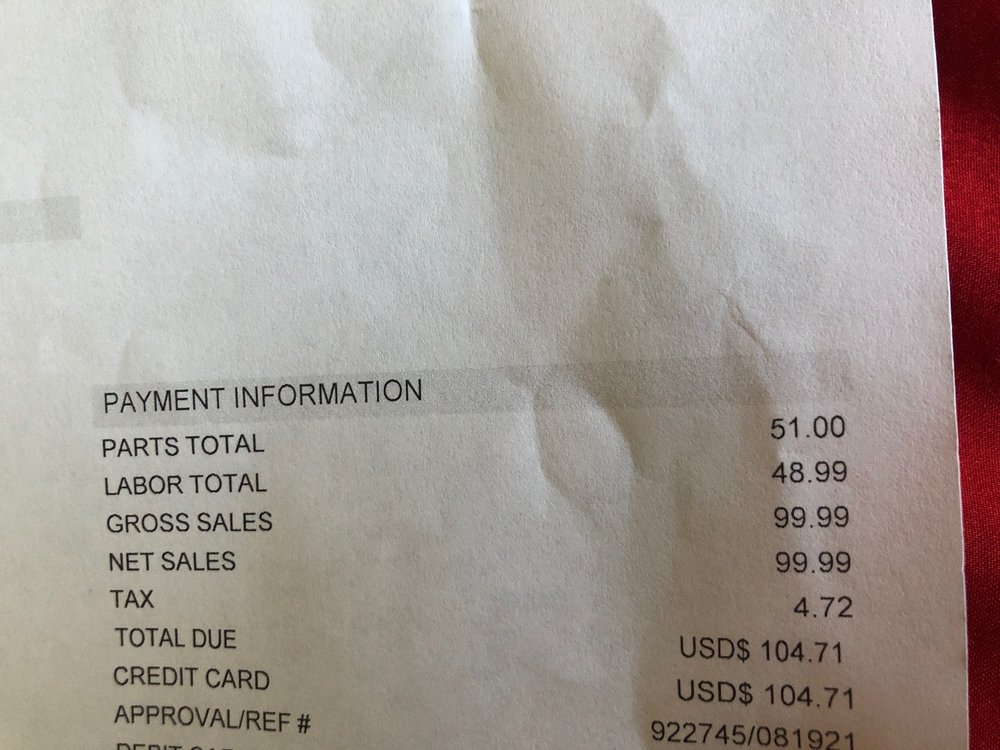 PAYMENT INFORMATION
PARTS TOTAL 51.00
LABOR TOTAL 48.99
GROSS SALES 99.99
NET SALES 99.99
TAX 4.72
TOTAL DUE USD$ 104.71
CREDIT CARD USD$ 104.71
APPROVAL/REF # 922745/081921